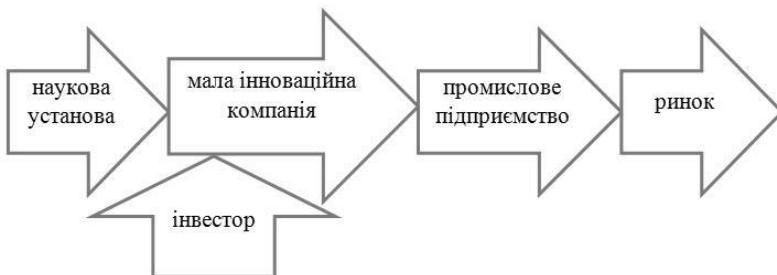 наукова
установа
мала інноваційна
компанія
промислове
підприємство
ринок
інвестор